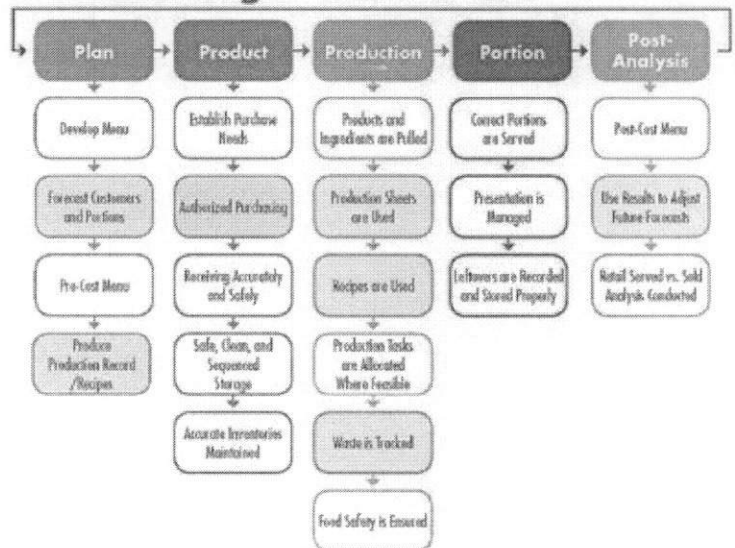 Plan
Product
Production
Portion
Post-
Analysis
Develop Menu
Forecast Customers
and Portions
Pre-Cost Menu
Produce
Production Record
/Recipes
Establish Purchase
Needs
Authorized Purchasing
Receiving Accurately
and Safely
Safe, Clean, and
Sequenced
Storage
Accurate Inventories
Maintained
Products and
Ingredients are Pulled
Production Sheets
are Used
Recipes are Used
Production Tasks
are Allocated
Where Feasible
Waste is Tracked
Food Safety is Ensured
Correct Portions
are Served
Presentation is
Managed
Leftovers are Recorded
and Stored Properly
Post-Cost Menu
Use Results to Adjust
Future Forecasts
Retail Served vs. Sold
Analysis Conducted